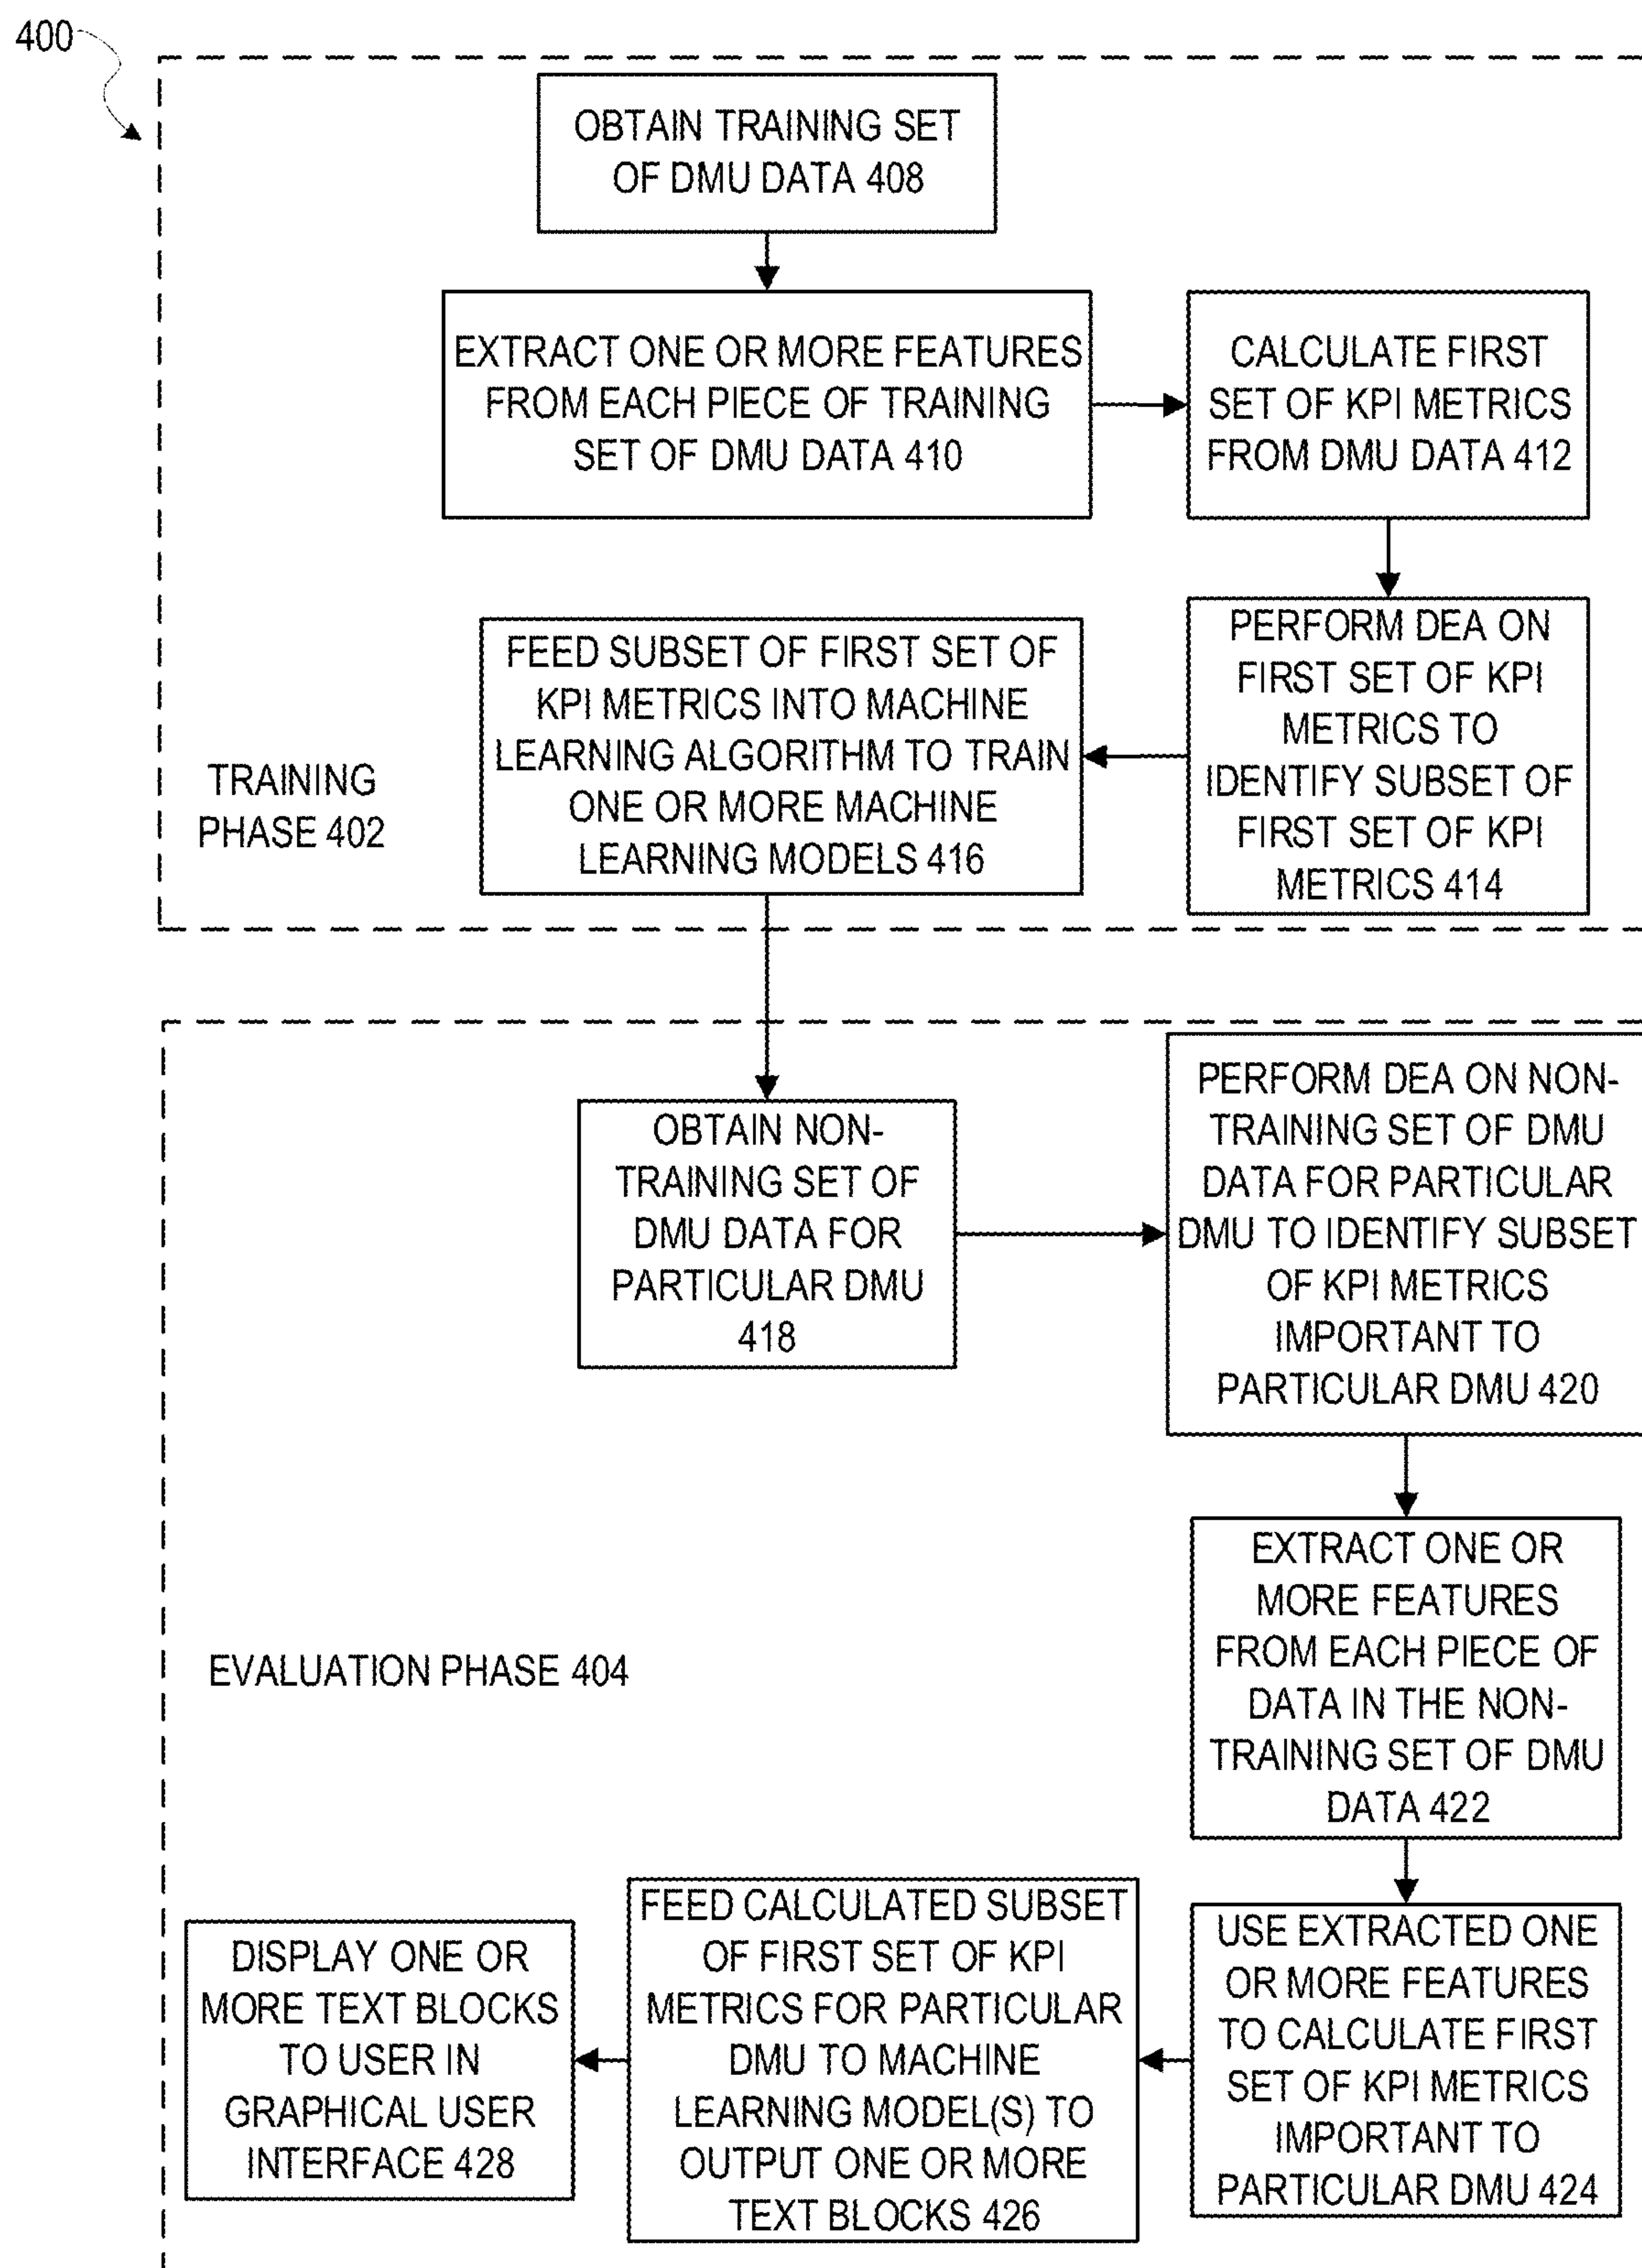 400
OBTAIN TRAINING SET
OF DMU DATA 408
EXTRACT ONE OR MORE FEATURES
FROM EACH PIECE OF TRAINING
SET OF DMU DATA 410
CALCULATE FIRST
SET OF KPI METRICS
FROM DMU DATA 412
PERFORM DEA ON
FIRST SET OF KPI
METRICS TO
IDENTIFY SUBSET OF
FIRST SET OF KPI
METRICS 414
FEED SUBSET OF FIRST SET OF
KPI METRICS INTO MACHINE
LEARNING ALGORITHM TO TRAIN
ONE OR MORE MACHINE
LEARNING MODELS 416
TRAINING
PHASE 402
OBTAIN NON-
TRAINING SET OF
DMU DATA FOR
PARTICULAR DMU
418
PERFORM DEA ON NON-
TRAINING SET OF DMU
DATA FOR PARTICULAR
DMU TO IDENTIFY SUBSET
OF KPI METRICS
IMPORTANT TO
PARTICULAR DMU 420
EXTRACT ONE OR
MORE FEATURES
FROM EACH PIECE OF
DATA IN THE NON-
TRAINING SET OF DMU
DATA 422
EVALUATION PHASE 404
USE EXTRACTED ONE
OR MORE FEATURES
TO CALCULATE FIRST
SET OF KPI METRICS
IMPORTANT TO
PARTICULAR DMU 424
FEED CALCULATED SUBSET
OF FIRST SET OF KPI
METRICS FOR PARTICULAR
DMU TO MACHINE
LEARNING MODEL(S) TO
OUTPUT ONE OR MORE
TEXT BLOCKS 426
DISPLAY ONE OR
MORE TEXT BLOCKS
TO USER IN
GRAPHICAL USER
INTERFACE 428